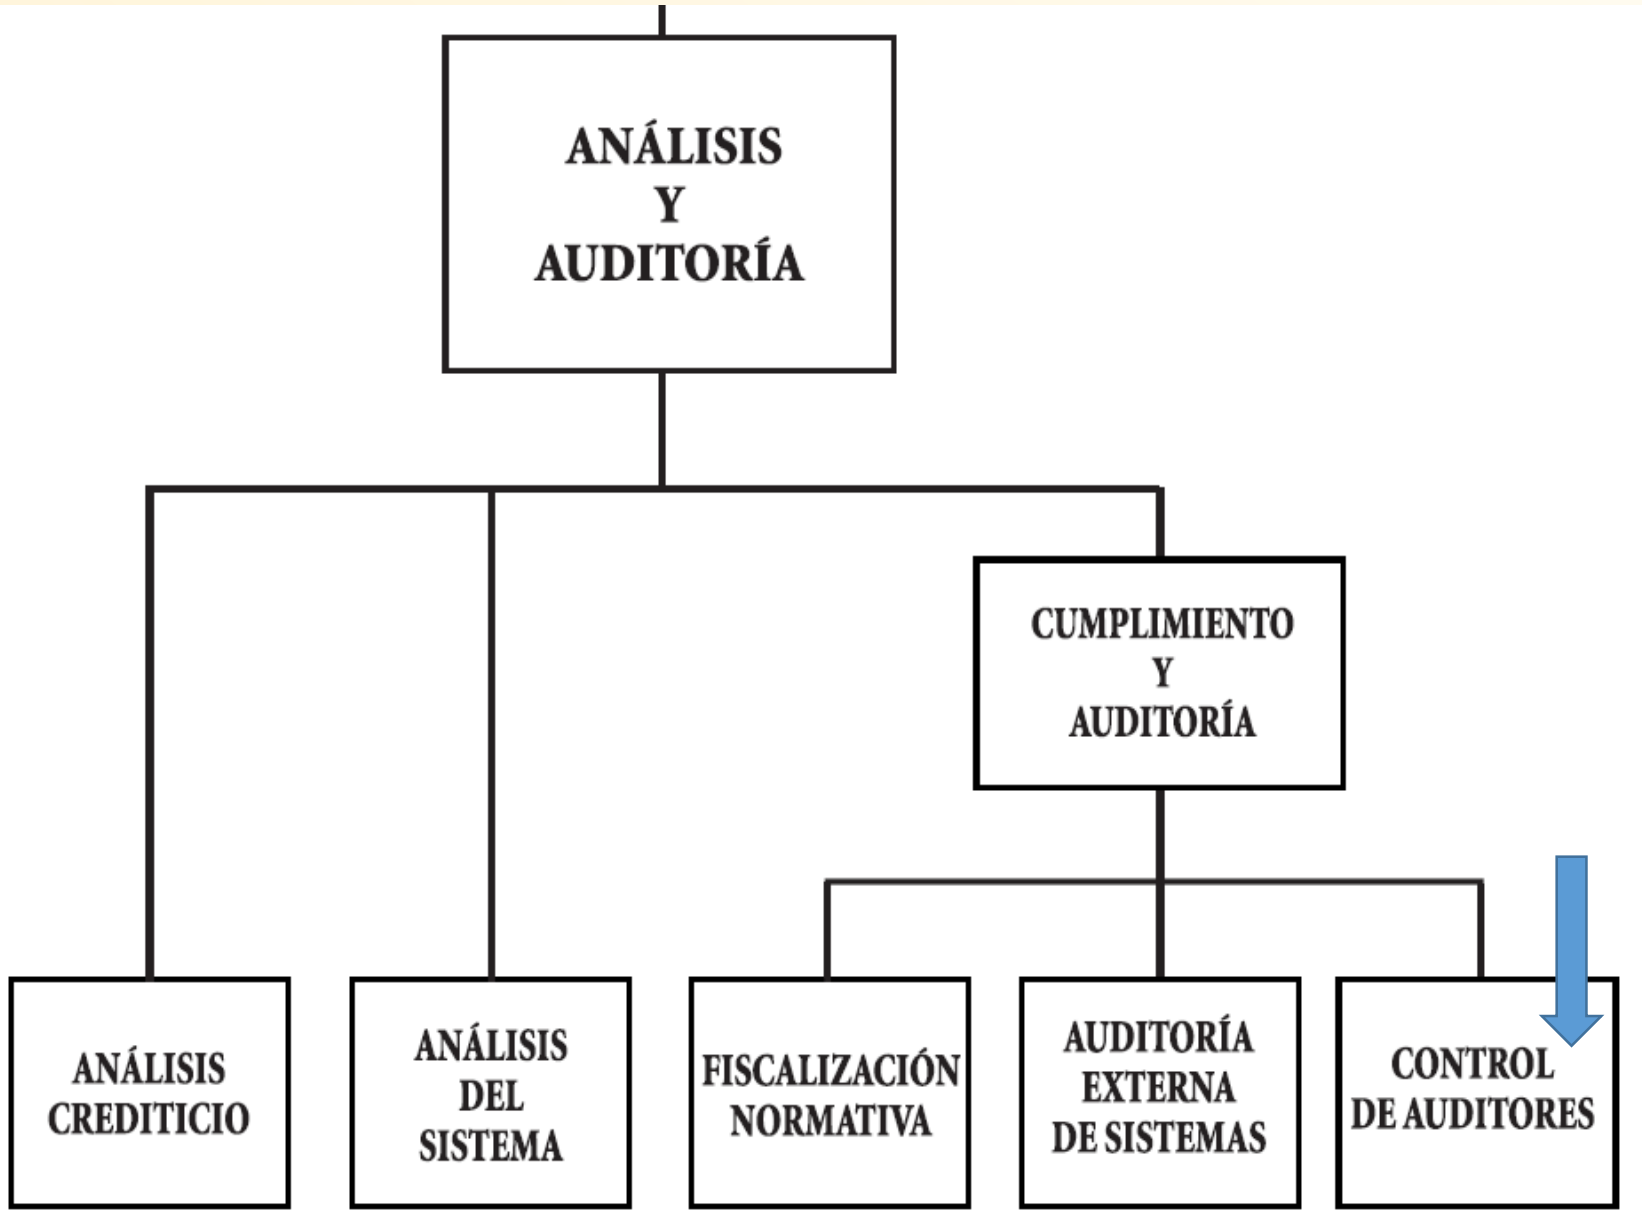 ANÁLISIS
Y
AUDITORÍA
CUMPLIMIENTO
Y
AUDITORÍA
ANÁLISIS
CREDITICIO
ANÁLISIS
DEL
SISTEMA
FISCALIZACIÓN
NORMATIVA
AUDITORÍA
EXTERNA
DE SISTEMAS
CONTROL
DE AUDITORES